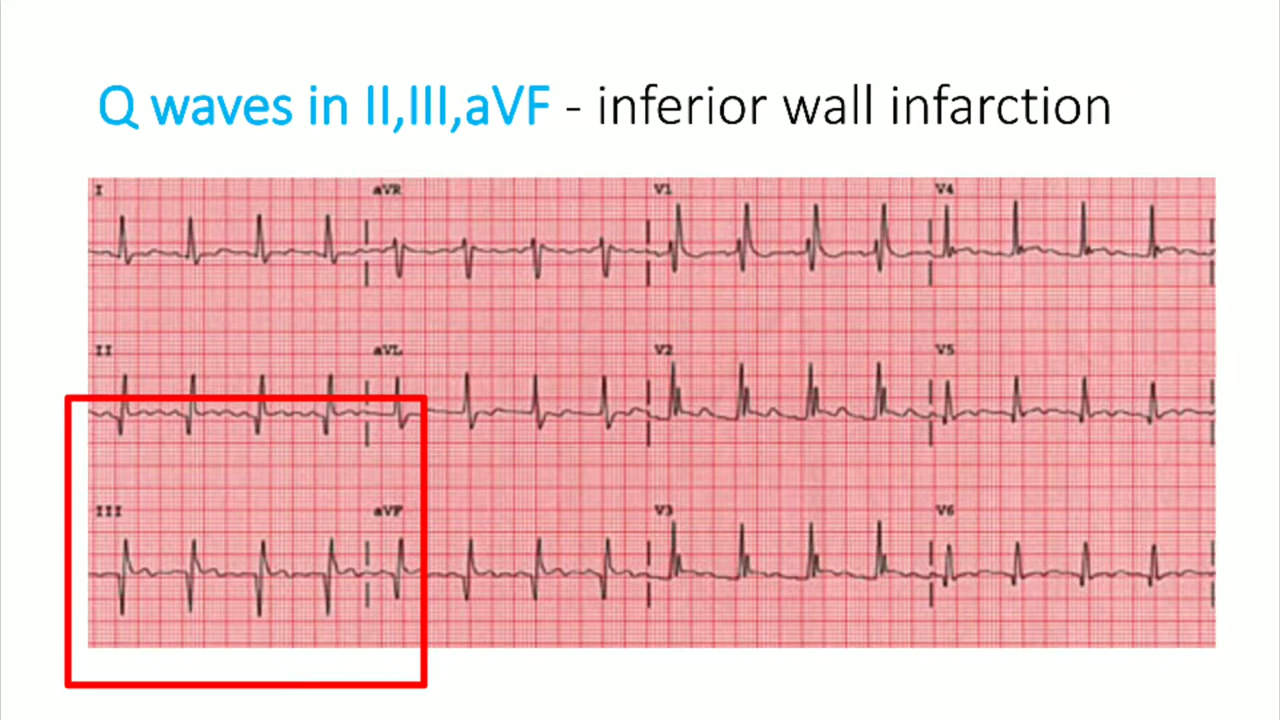 Q waves in II,III,aVF - inferior wall infarction
I aVR V1 V4
II aVL V2 V5
III aVF V3 V6